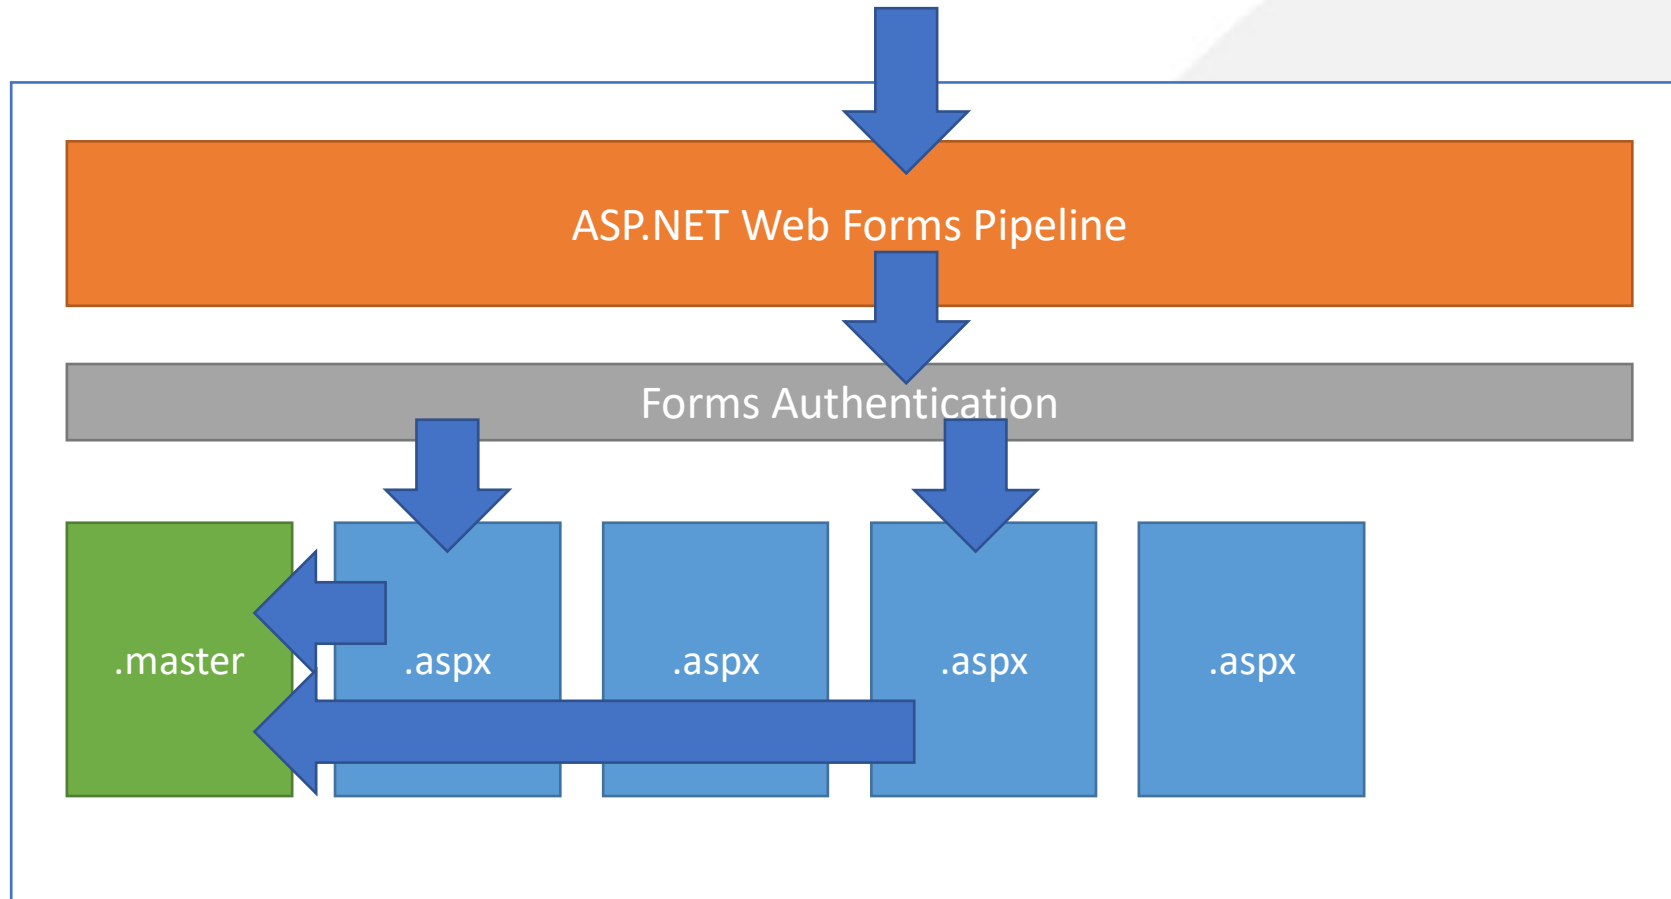 ASP.NET Web Forms Pipeline
Forms Authentication
.master
.aspx
.aspx
.aspx
.aspx